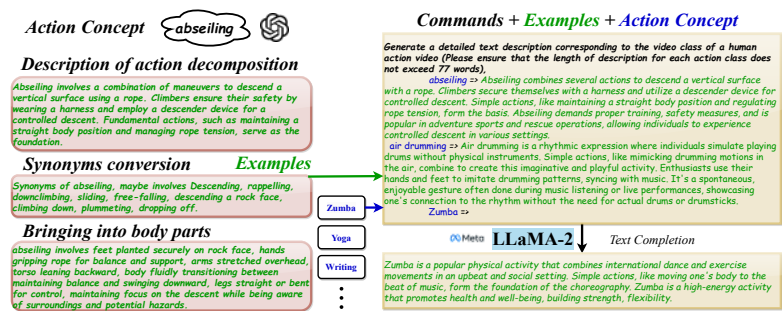 Action Concept
abseiling
Description of action decomposition
Abseiling involves a combination of maneuvers to descend a
vertical surface using a rope. Climbers ensure their safety by
wearing a harness and employ a descender device for a
controlled descent. Fundamental actions, such as maintaining a
straight body position and managing rope tension, serve as the
foundation.
Synonyms conversion
Examples
Synonyms of abseiling, maybe involves Descending, rappelling,
downclimbing, sliding, free-falling, descending a rock face,
climbing down, plummeting, dropping off.
Bringing into body parts
abseiling involves feet planted securely on rock face, hands
gripping rope for balance and support, arms stretched overhead,
torso leaning backward, body fluidly transitioning between
maintaining balance and swinging downward, legs straight or bent
for control, maintaining focus on the descent while being aware
of surroundings and potential hazards.
Zumba
Yoga
Writing
Commands + Examples + Action Concept
Generate a detailed text description corresponding to the video class of a human
action video (Please ensure that the length of description for each action class does
not exceed 77 words),
abseiling => Abseiling combines several actions to descend a vertical surface
with a rope. Climbers secure themselves with a harness and utilize a descender device for
controlled descent. Simple actions, like maintaining a straight body position and regulating
rope tension, form the basis. Abseiling demands proper training, safety measures, and is
popular in adventure sports and rescue operations, allowing individuals to experience
controlled descent in various settings.
air drumming => Air drumming is a rhythmic expression where individuals simulate playing
drums without physical instruments. Simple actions, like mimicking drumming motions in
the air, combine to create this imaginative and playful activity. Enthusiasts use their
hands and feet to imitate drumming patterns, syncing with music. It's a spontaneous,
enjoyable gesture often done during music listening or live performances, showcasing
one's connection to the rhythm without the need for actual drums or drumsticks.
Zumba =>
Meta LLaMA-2 Text Completion
Zumba is a popular physical activity that combines international dance and exercise
movements in an upbeat and social setting. Simple actions, like moving one's body to the
beat of music, form the foundation of the choreography. Zumba is a high-energy activity
that promotes health and well-being, building strength, flexibility.